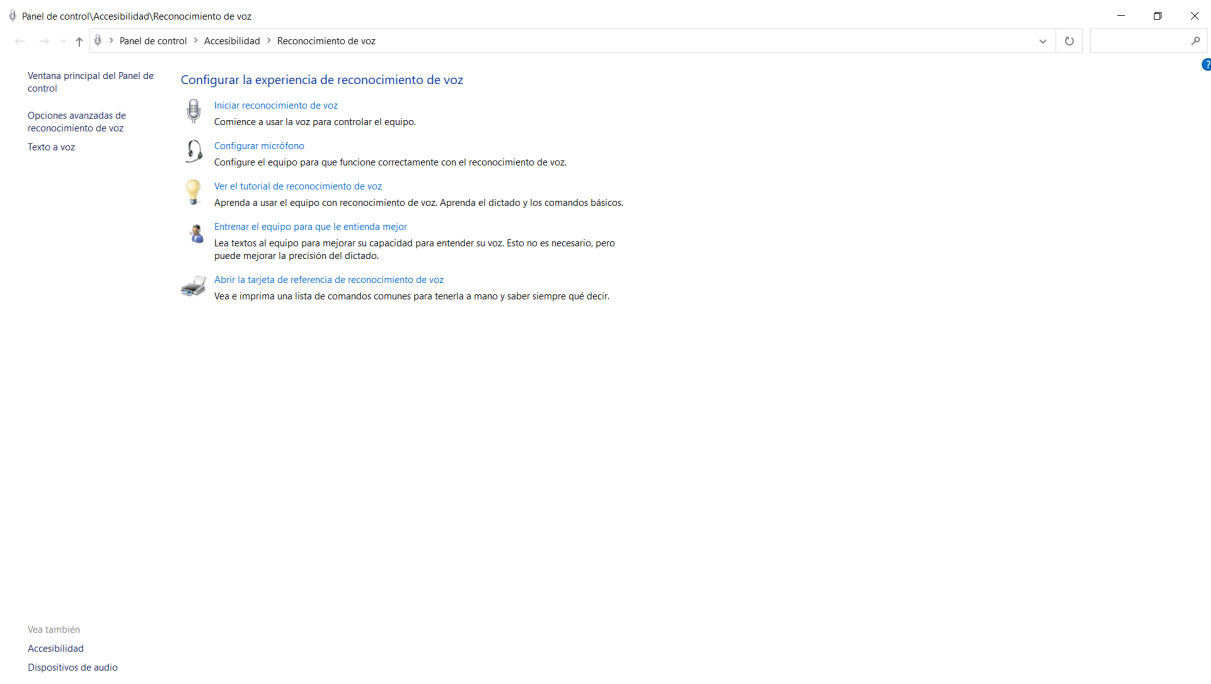 Panel de control\Accesibilidad\Reconocimiento de voz
Panel de control > Accesibilidad > Reconocimiento de voz
Ventana principal del Panel de
control
Opciones avanzadas de
reconocimiento de voz
Texto a voz
Configurar la experiencia de reconocimiento de voz
Iniciar reconocimiento de voz
Comience a usar la voz para controlar el equipo.
Configurar micrófono
Configure el equipo para que funcione correctamente con el reconocimiento de voz.
Ver el tutorial de reconocimiento de voz
Aprenda a usar el equipo con reconocimiento de voz. Aprenda el dictado y los comandos básicos.
Entrenar el equipo para que le entienda mejor
Lea textos al equipo para mejorar su capacidad para entender su voz. Esto no es necesario, pero
puede mejorar la precisión del dictado.
Abrir la tarjeta de referencia de reconocimiento de voz
Vea e imprima una lista de comandos comunes para tenerla a mano y saber siempre qué decir.
Vea también
Accesibilidad
Dispositivos de audio